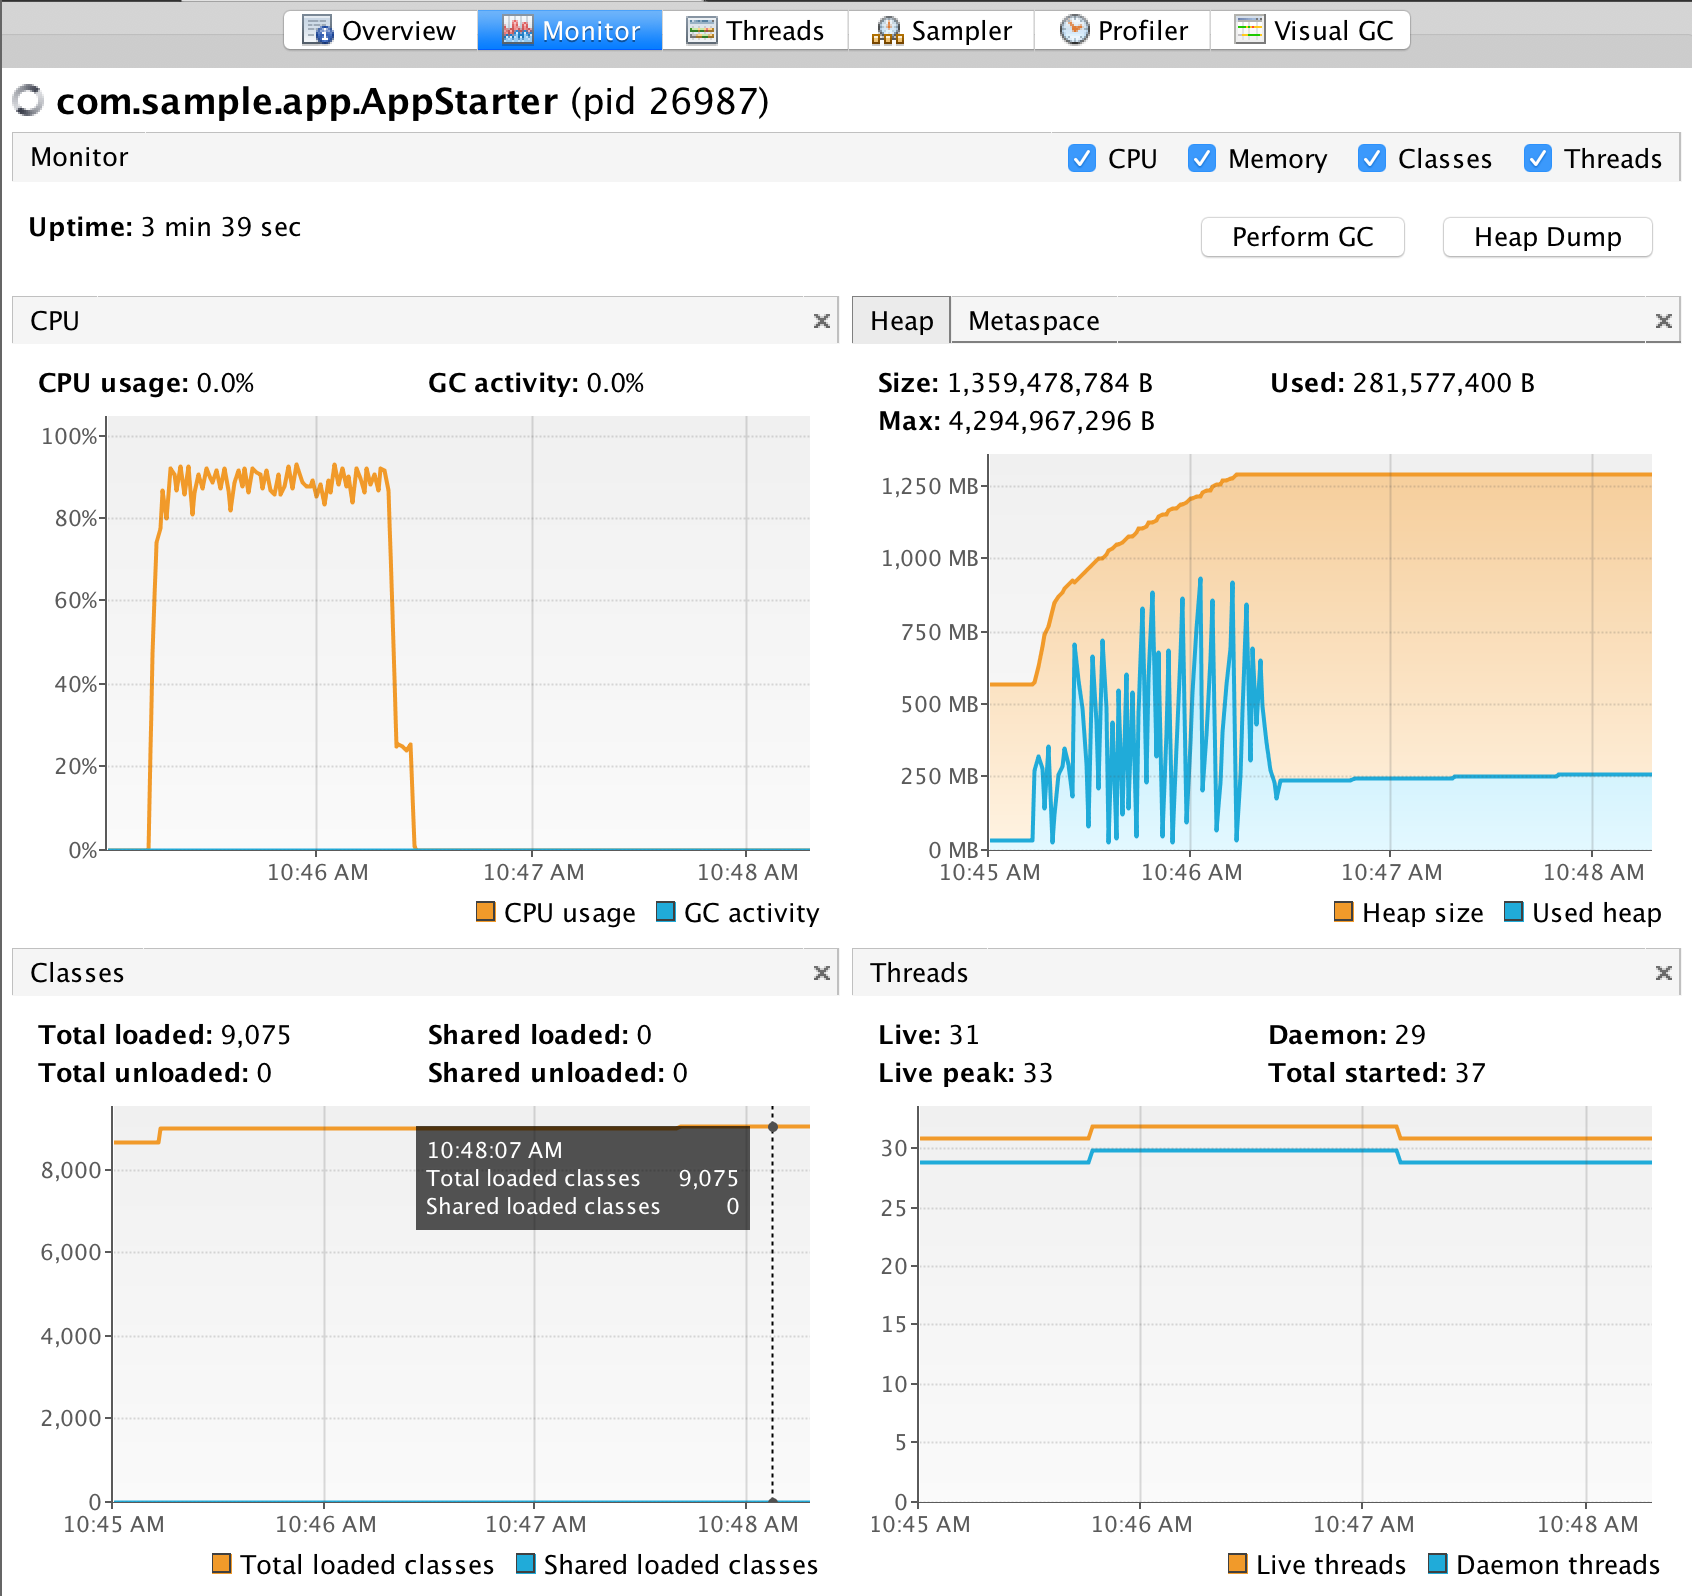 Overview Monitor Threads Sampler Profiler Visual GC
com.sample.app.AppStarter (pid 26987)
Monitor
CPU Memory Classes Threads
Uptime: 3 min 39 sec
Perform GC Heap Dump
CPU
CPU usage: 0.0% GC activity: 0.0%
100%
80%
60%
40%
20%
0%
10:46 AM 10:47 AM 10:48 AM
CPU usage GC activity
Heap Metaspace
Size: 1,359,478,784 B Used: 281,577,400 B
Max: 4,294,967,296 B
1,250 MB
1,000 MB
750 MB
500 MB
250 MB
0 MB
10:45 AM 10:46 AM 10:47 AM 10:48 AM
Heap size Used heap
Classes
Total loaded: 9,075 Shared loaded: 0
Total unloaded: 0 Shared unloaded: 0
8,000
6,000
4,000
2,000
0
10:48:07 AM
Total loaded classes 9,075
Shared loaded classes 0
10:45 AM 10:46 AM 10:47 AM 10:48 AM
Total loaded classes Shared loaded classes
Threads
Live: 31 Daemon: 29
Live peak: 33 Total started: 37
30
25
20
15
10
5
0
10:45 AM 10:46 AM 10:47 AM 10:48 AM
Live threads Daemon threads